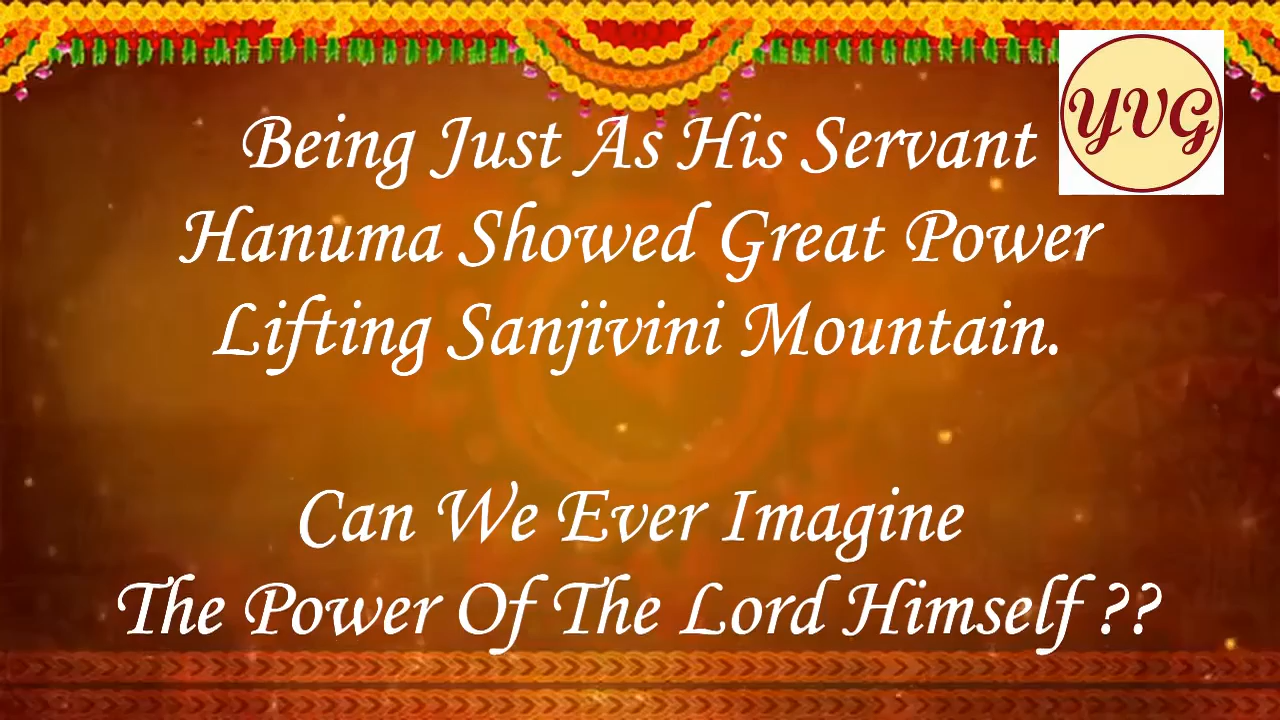 YVG
Being Just As His Servant
Hanuma Showed Great Power
Lifting Sanjivini Mountain.
Can We Ever Imagine
The Power Of The Lord Himself ??